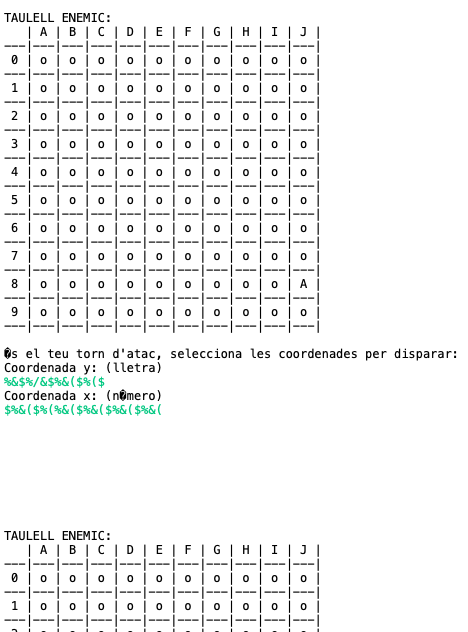 TAULELL ENEMIC:
| A | B | C | D | E | F | G | H | I | J |
---|---|---|---|---|---|---|---|---|---|---|
0 | o | o | o | o | o | o | o | o | o | o |
---|---|---|---|---|---|---|---|---|---|---|
1 | o | o | o | o | o | o | o | o | o | o |
---|---|---|---|---|---|---|---|---|---|---|
2 | o | o | o | o | o | o | o | o | o | o |
---|---|---|---|---|---|---|---|---|---|---|
3 | o | o | o | o | o | o | o | o | o | o |
---|---|---|---|---|---|---|---|---|---|---|
4 | o | o | o | o | o | o | o | o | o | o |
---|---|---|---|---|---|---|---|---|---|---|
5 | o | o | o | o | o | o | o | o | o | o |
---|---|---|---|---|---|---|---|---|---|---|
6 | o | o | o | o | o | o | o | o | o | o |
---|---|---|---|---|---|---|---|---|---|---|
7 | o | o | o | o | o | o | o | o | o | o |
---|---|---|---|---|---|---|---|---|---|---|
8 | o | o | o | o | o | o | o | o | o | A |
---|---|---|---|---|---|---|---|---|---|---|
9 | o | o | o | o | o | o | o | o | o | o |
---|---|---|---|---|---|---|---|---|---|---|
�s el teu torn d'atac, selecciona les coordenades per disparar:
Coordenada y: (lletra)
%&$%/&$%&($%($
Coordenada x: (n�mero)
$%&($%(%&($%&($%&($%&(
TAULELL ENEMIC:
| A | B | C | D | E | F | G | H | I | J |
---|---|---|---|---|---|---|---|---|---|---|
0 | o | o | o | o | o | o | o | o | o | o |
---|---|---|---|---|---|---|---|---|---|---|
1 | o | o | o | o | o | o | o | o | o | o |
---|---|---|---|---|---|---|---|---|---|---|